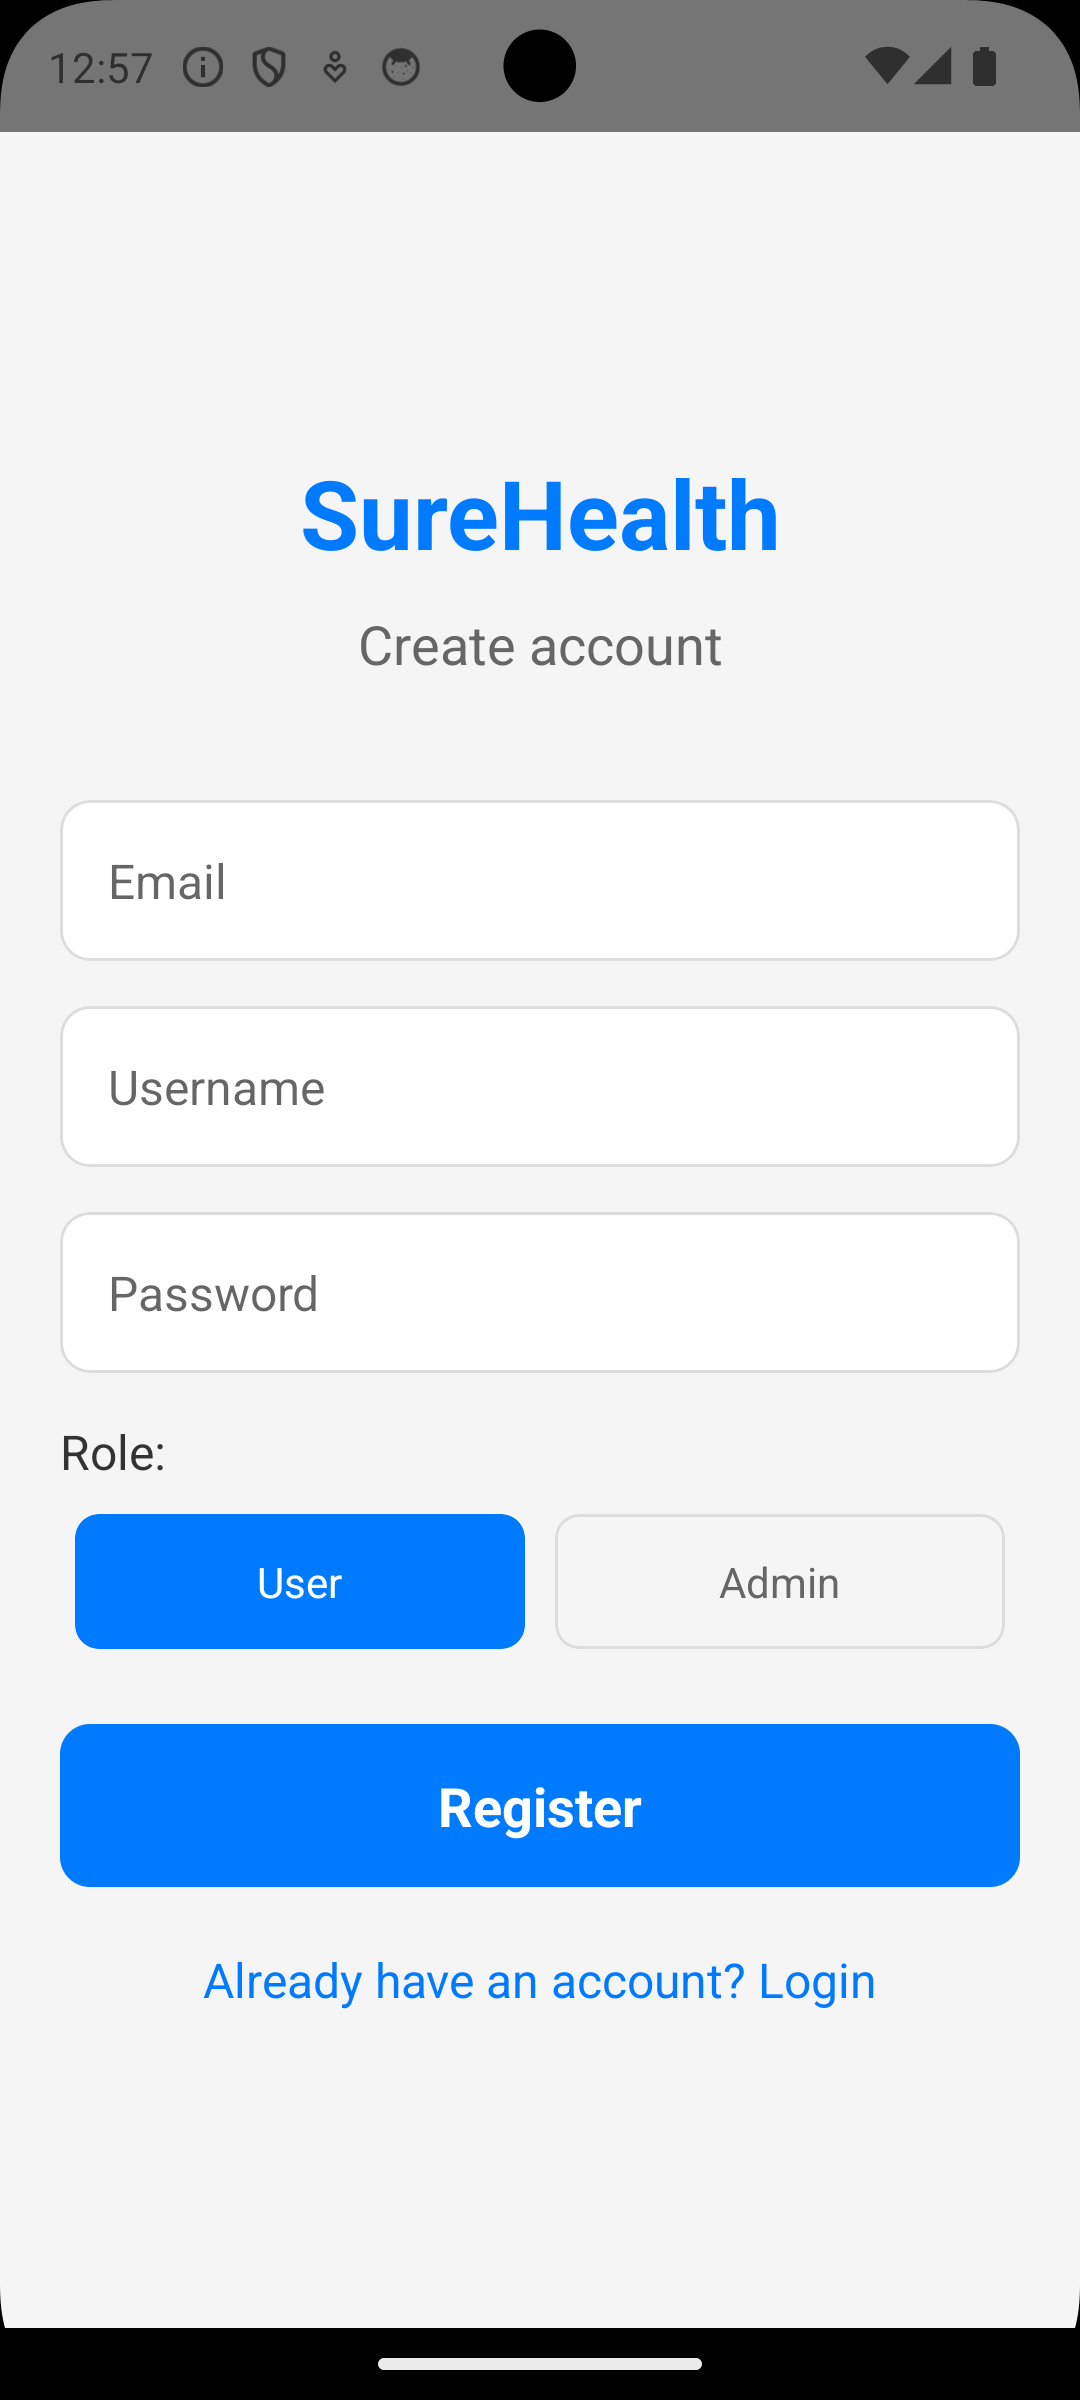 12:57
SureHealth
Create account
Email
Username
Password
Role:
User
Admin
Register
Already have an account? Login